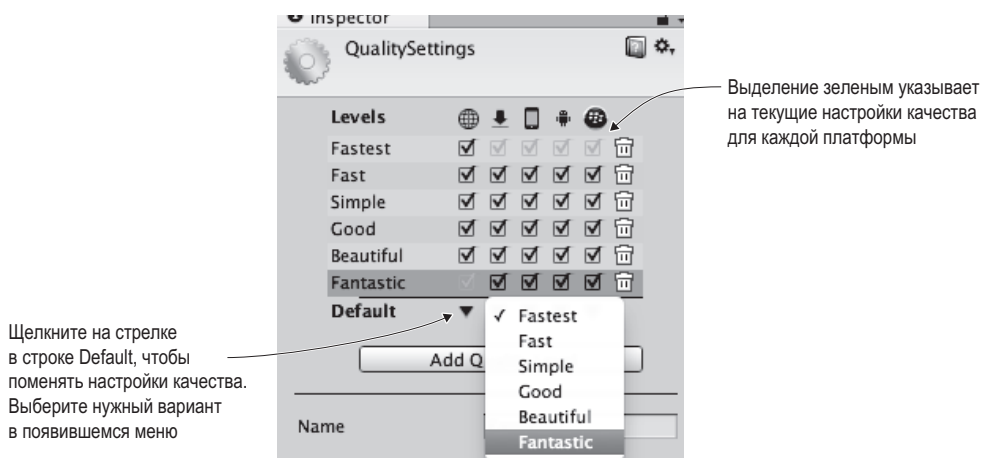 Inspector
QualitySettings
Levels
Fastest
Fast
Simple
Good
Beautiful
Fantastic
Default
Add Q
Name
✓ Fastest
Fast
Simple
Good
Beautiful
Fantastic
Выделение зеленым указывает
на текущие настройки качества
для каждой платформы
Щелкните на стрелке
в строке Default, чтобы
поменять настройки качества.
Выберите нужный вариант
в появившемся меню